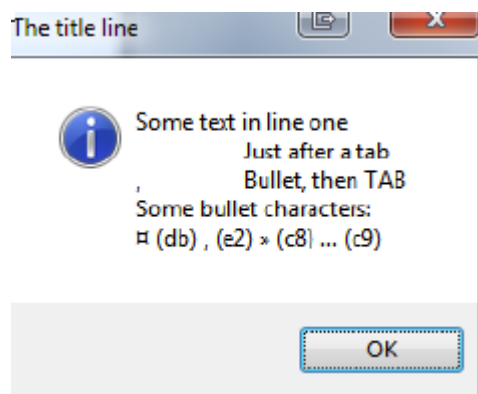 The title line
Some text in line one
Just after a tab
, Bullet, then TAB
Some bullet characters:
¤ (db) , (e2) » (c8) ... (c9)
OK